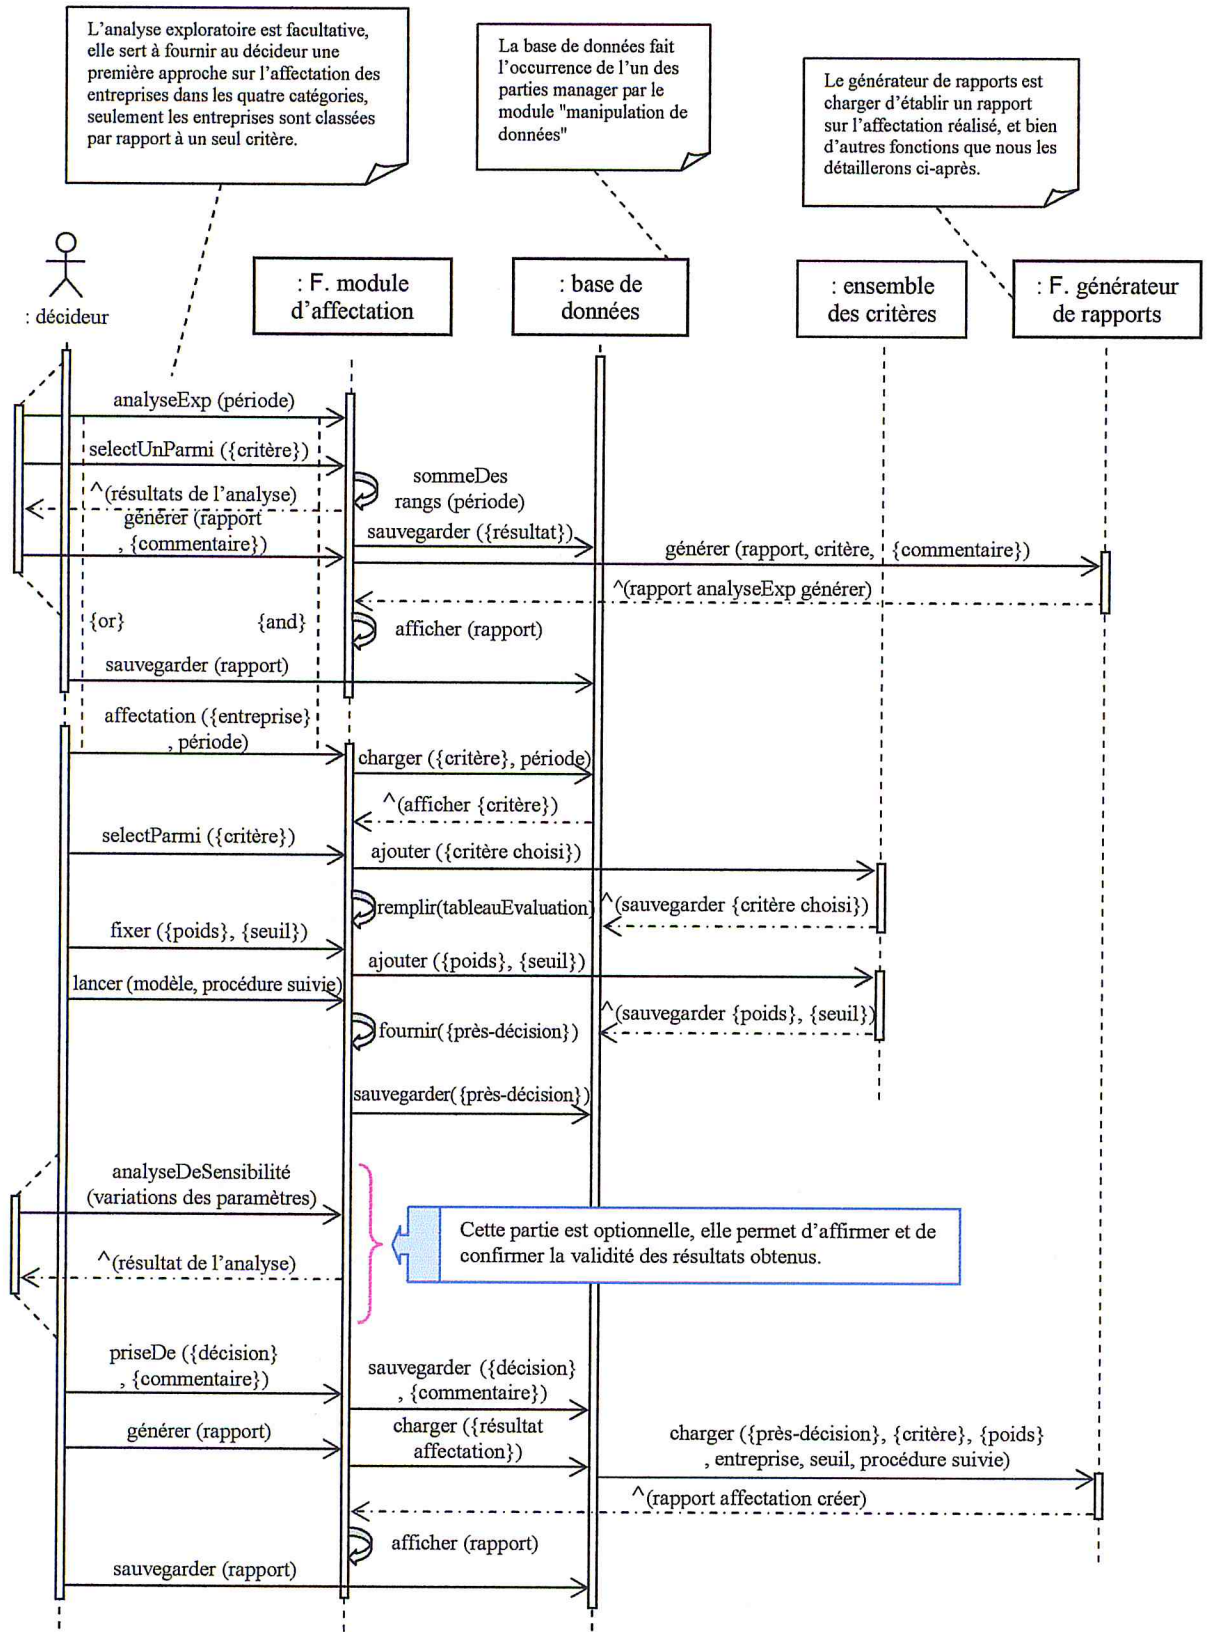 L'analyse exploratoire est facultative,
elle sert à fournir au décideur une
première approche sur l'affectation des
entreprises dans les quatre catégories,
seulement les entreprises sont classées
par rapport à un seul critère.
La base de données fait
l'occurrence de l'un des
parties manager par le
module "manipulation de
données"
Le générateur de rapports est
charger d'établir un rapport
sur l'affectation réalisé, et bien
d'autres fonctions que nous les
détaillerons ci-après.
: décideur
: F. module
d'affectation
: base de
données
: ensemble
des critères
: F. générateur
de rapports
analyseExp (période)
selectUnParmi ({critère})
sommeDes
rangs (période)
^(résultats de l'analyse)
générer (rapport
, {commentaire})
sauvegarder ({résultat})
générer (rapport, critère, {commentaire})
^(rapport analyseExp générer)
{or}
{and}
afficher (rapport)
sauvegarder (rapport)
affectation ({entreprise}
, période)
charger ({critère}, période)
^(afficher {critère})
selectParmi ({critère})
ajouter ({critère choisi})
remplir(tableauEvaluation)
^(sauvegarder {critère choisi})
fixer ({poids}, {seuil})
ajouter ({poids}, {seuil})
lancer (modèle, procédure suivie)
^(sauvegarder {poids}, {seuil})
fournir({près-décision})
sauvegarder({près-décision})
analyseDeSensibilité
(variations des paramètres)
Cette partie est optionnelle, elle permet d'affirmer et de
confirmer la validité des résultats obtenus.
^(résultat de l'analyse)
priseDe ({décision}
, {commentaire})
sauvegarder ({décision}
, {commentaire})
générer (rapport)
charger ({résultat
affectation})
charger ({près-décision}, {critère}, {poids}
, entreprise, seuil, procédure suivie)
^(rapport affectation créer)
afficher (rapport)
sauvegarder (rapport)